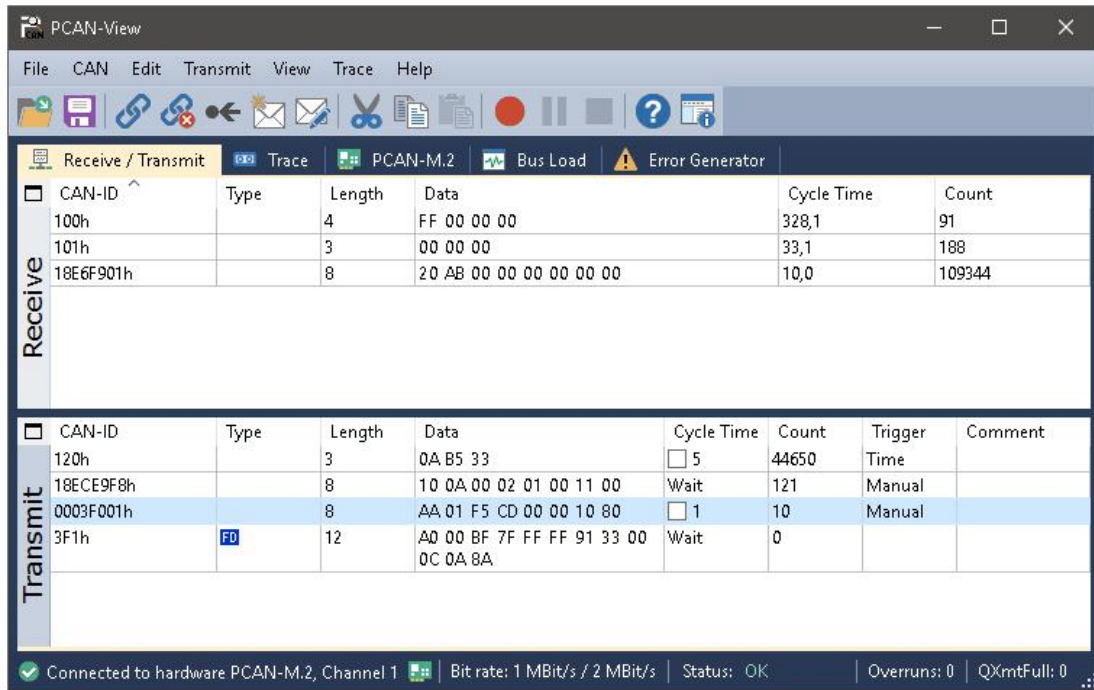 PCAN-View
File CAN Edit Transmit View Trace Help
Receive / Transmit Trace PCAN-M.2 Bus Load Error Generator
CAN-ID Type Length Data Cycle Time Count
100h 4 FF 00 00 00 328,1 91
101h 3 00 00 00 33,1 188
18E6F901h 8 20 AB 00 00 00 00 00 00 10,0 109344
Receive
CAN-ID Type Length Data Cycle Time Count Trigger Comment
120h 3 0A B5 33 5 44650 Time
18ECE9F8h 8 10 0A 00 02 01 00 11 00 Wait 121 Manual
0003F001h 8 AA 01 F5 CD 00 00 10 80 1 10 Manual
3F1h FD 12 A0 00 BF 7F FF FF 91 33 00 Wait 0
0C 0A 8A
Transmit
Connected to hardware PCAN-M.2, Channel 1 Bit rate: 1 MBit/s / 2 MBit/s Status: OK Overruns: 0 QXmtFull: 0